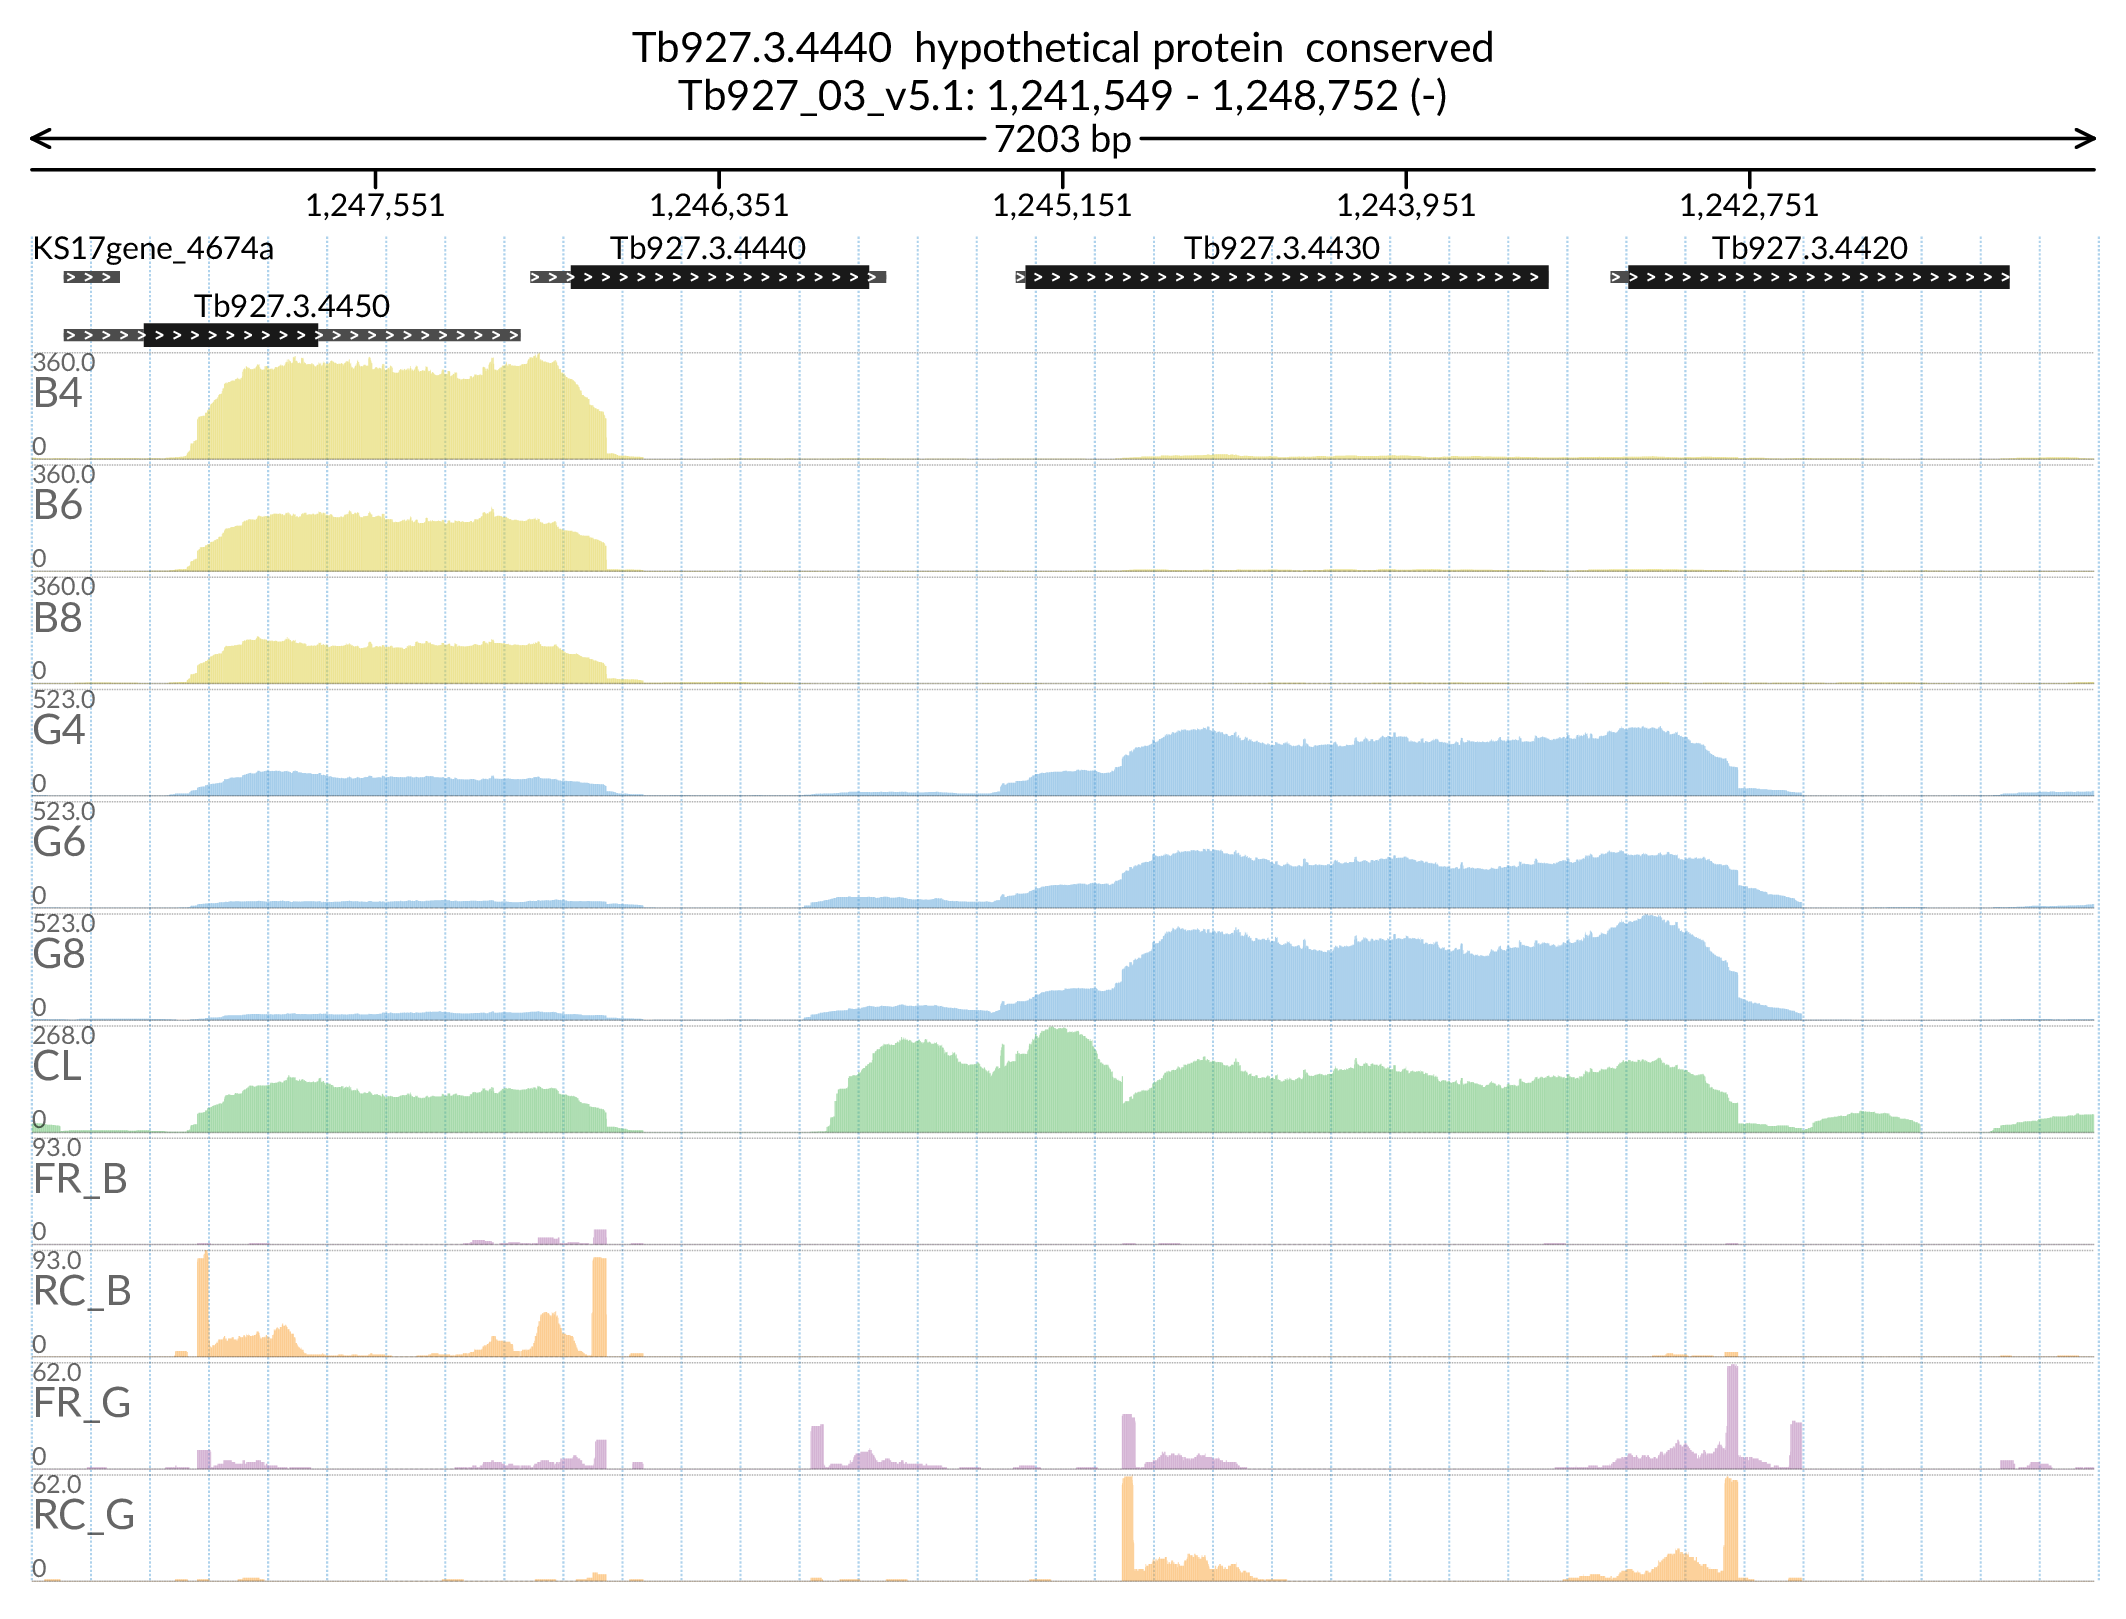 Tb927.3.4440 hypothetical protein conserved
Tb927_03_v5.1: 1,241,549 - 1,248,752 (-)
7203 bp
1,247,551 1,246,351 1,245,151 1,243,951 1,242,751
KS17gene_4674a Tb927.3.4440 Tb927.3.4430 Tb927.3.4420
Tb927.3.4450
360.0
B4
0
360.0
B6
0
360.0
B8
0
523.0
G4
0
523.0
G6
0
523.0
G8
0
268.0
CL
0
93.0
FR_B
0
93.0
RC_B
0
62.0
FR_G
0
62.0
RC_G
0